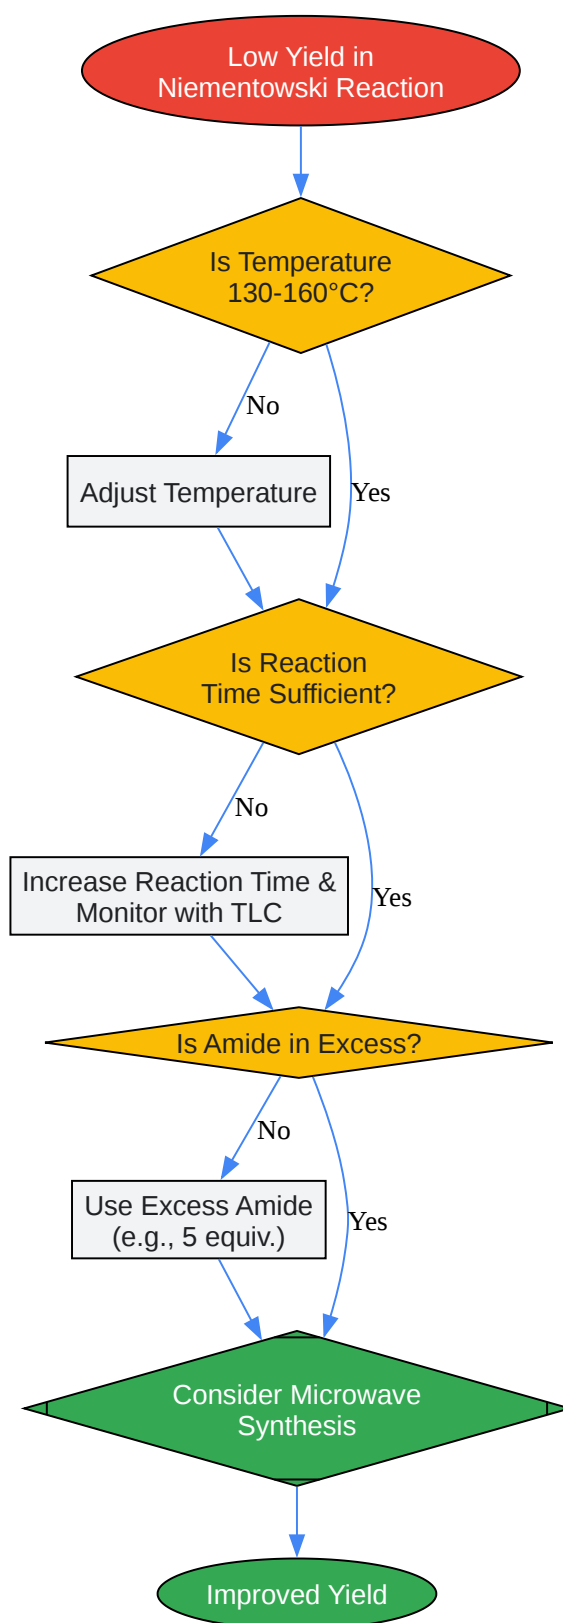 Low Yield in
Niementowski Reaction
Is Temperature
130-160°C?
No
Adjust Temperature
Yes
Is Reaction
Time Sufficient?
No
Increase Reaction Time &
Monitor with TLC
Yes
Is Amide in Excess?
No
Use Excess Amide
(e.g., 5 equiv.)
Yes
Consider Microwave
Synthesis
Improved Yield